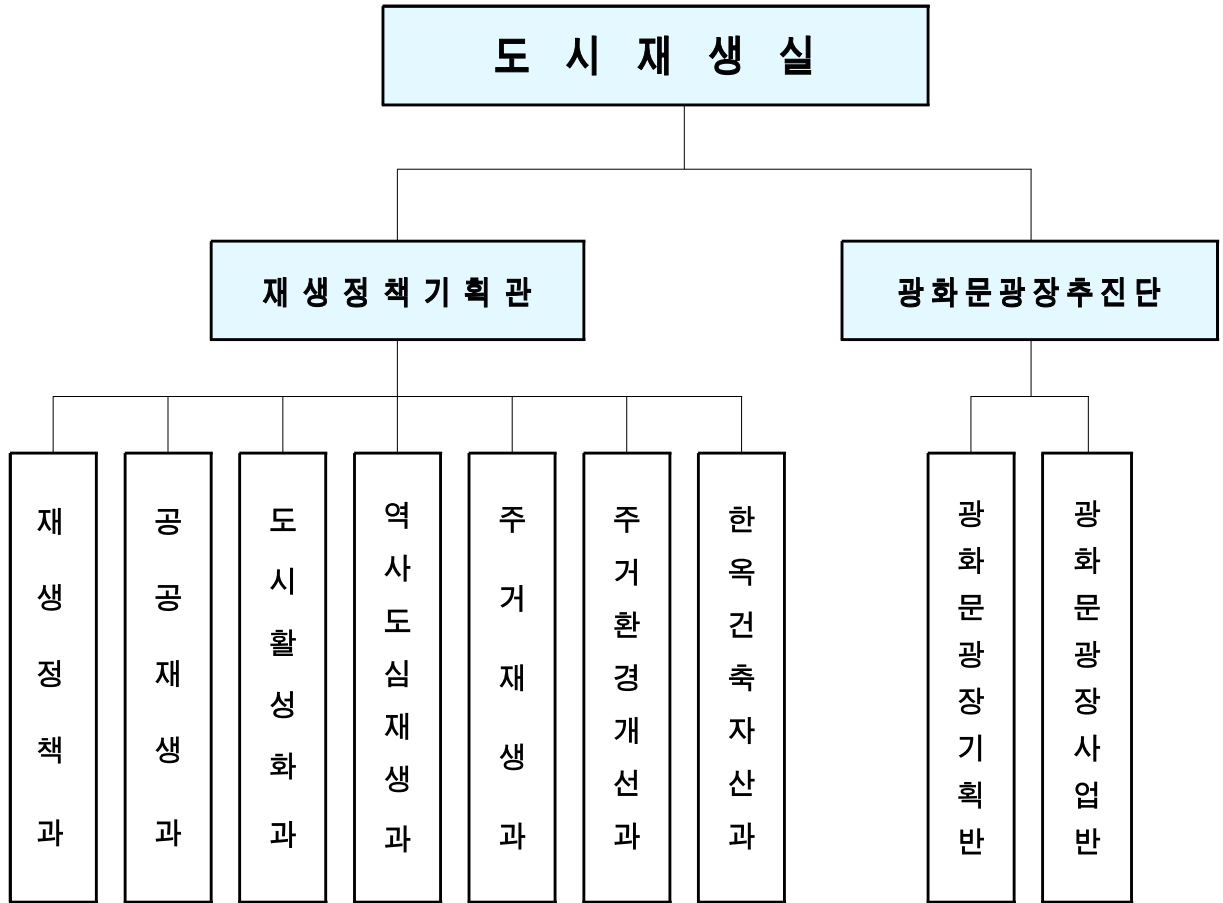 도시재생실
재생정책기획관
광화문광장추진단
재생정책과
공공재생과
도시활성화과
역사도심재생과
주거재생과
주거환경개선과
한옥건축자산과
광화문광장기획반
광화문광장사업반